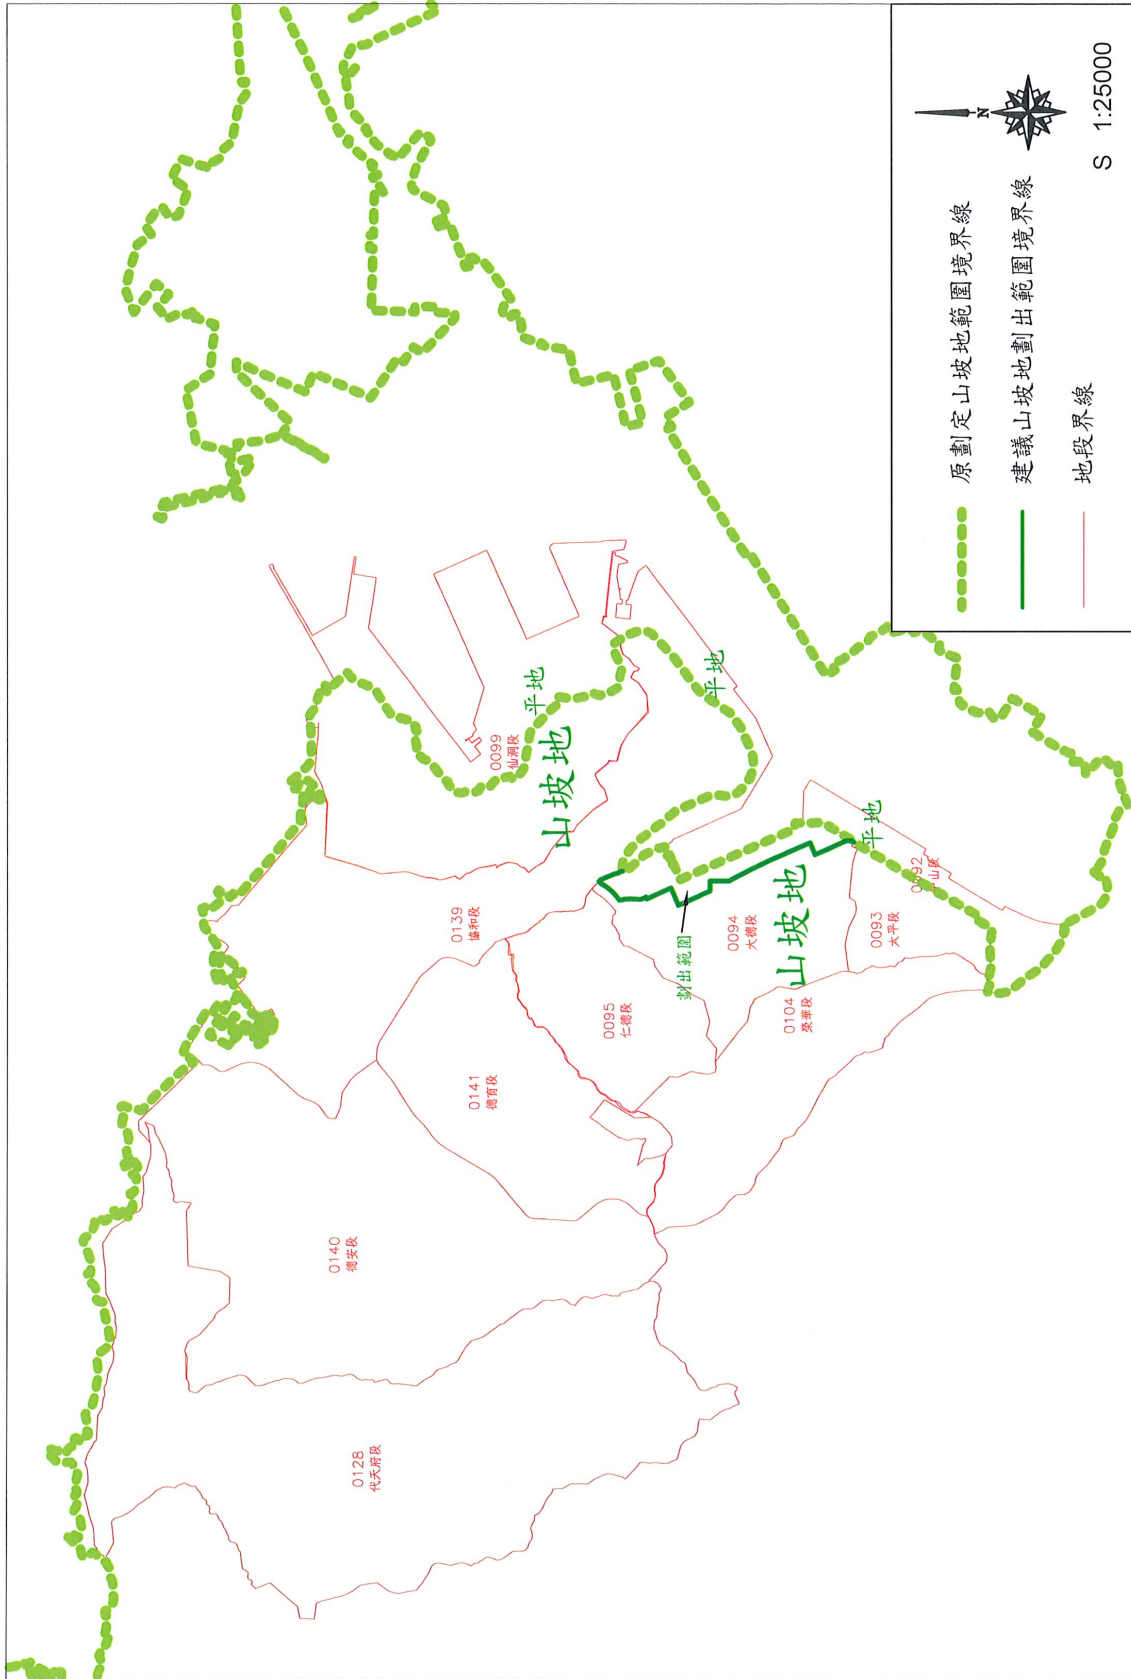 0128
代天府段
0140
德安段
0141
德育段
0139
協和段
0099
仙洞段
平地
山坡地
平地
0095
仁德段
劃出範圍
0094
大德段
山坡地
0104
榮華段
0093
太平段
平地
N
原劃定山坡地範圍境界線
建議山坡地劃出範圍境界線
地段界線
S 1:25000